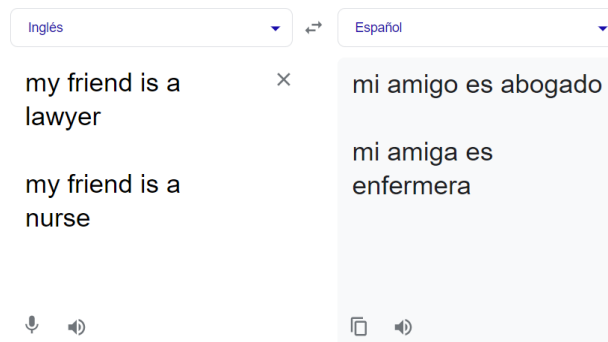 Inglés
Español
my friend is a
lawyer
my friend is a
nurse
mi amigo es abogado
mi amiga es
enfermera